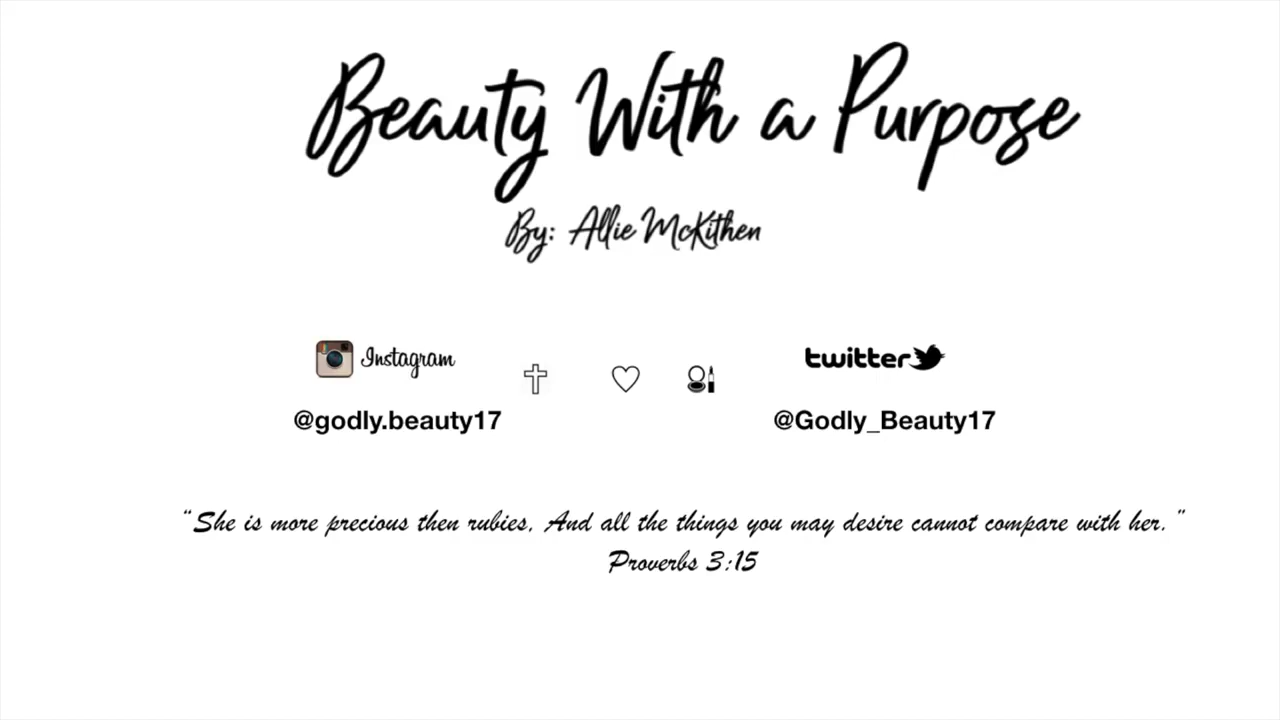 Beauty With a Purpose
By: Allie McKithen
Instagram
twitter
@godly.beauty17
@Godly_Beauty17
"She is more precious then rubies, And all the things you may desire cannot compare with her."
Proverbs 3:15